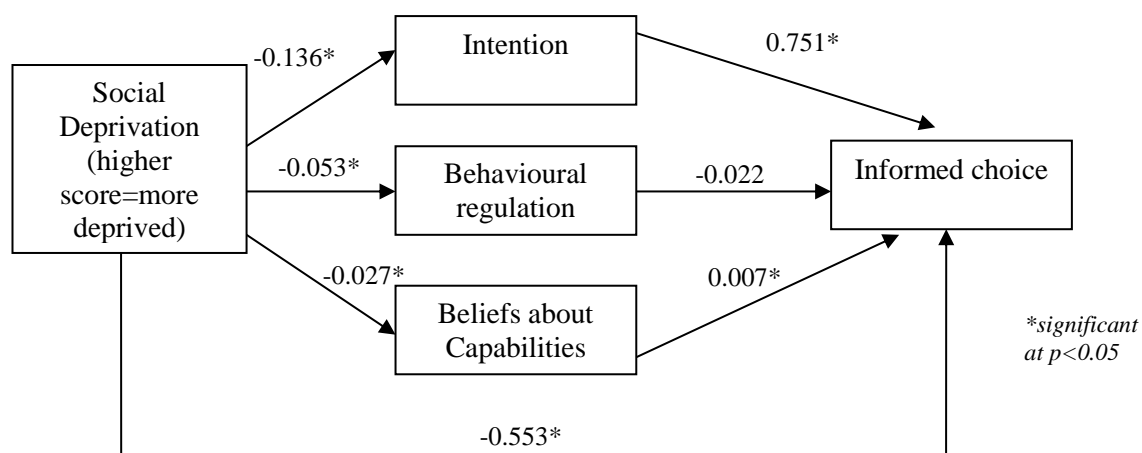 Intention
0.751*
-0.136*
Social
Deprivation
(higher
score=more
deprived)
-0.053*
Behavioural
regulation
-0.022
Informed choice
-0.027*
Beliefs about
Capabilities
0.007*
*significant
at p<0.05
-0.553*